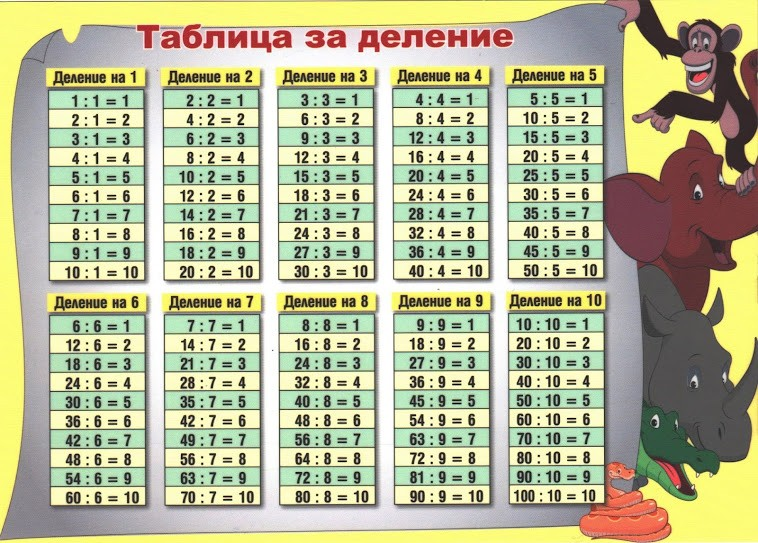 Таблица за деление
Деление на 1
1 : 1 = 1
2 : 1 = 2
3 : 1 = 3
4 : 1 = 4
5 : 1 = 5
6 : 1 = 6
7 : 1 = 7
8 : 1 = 8
9 : 1 = 9
10 : 1 = 10
Деление на 2
2 : 2 = 1
4 : 2 = 2
6 : 2 = 3
8 : 2 = 4
10 : 2 = 5
12 : 2 = 6
14 : 2 = 7
16 : 2 = 8
18 : 2 = 9
20 : 2 = 10
Деление на 3
3 : 3 = 1
6 : 3 = 2
9 : 3 = 3
12 : 3 = 4
15 : 3 = 5
18 : 3 = 6
21 : 3 = 7
24 : 3 = 8
27 : 3 = 9
30 : 3 = 10
Деление на 4
4 : 4 = 1
8 : 4 = 2
12 : 4 = 3
16 : 4 = 4
20 : 4 = 5
24 : 4 = 6
28 : 4 = 7
32 : 4 = 8
36 : 4 = 9
40 : 4 = 10
Деление на 5
5 : 5 = 1
10 : 5 = 2
15 : 5 = 3
20 : 5 = 4
25 : 5 = 5
30 : 5 = 6
35 : 5 = 7
40 : 5 = 8
45 : 5 = 9
50 : 5 = 10
Деление на 6
6 : 6 = 1
12 : 6 = 2
18 : 6 = 3
24 : 6 = 4
30 : 6 = 5
36 : 6 = 6
42 : 6 = 7
48 : 6 = 8
54 : 6 = 9
60 : 6 = 10
Деление на 7
7 : 7 = 1
14 : 7 = 2
21 : 7 = 3
28 : 7 = 4
35 : 7 = 5
42 : 7 = 6
49 : 7 = 7
56 : 7 = 8
63 : 7 = 9
70 : 7 = 10
Деление на 8
8 : 8 = 1
16 : 8 = 2
24 : 8 = 3
32 : 8 = 4
40 : 8 = 5
48 : 8 = 6
56 : 8 = 7
64 : 8 = 8
72 : 8 = 9
80 : 8 = 10
Деление на 9
9 : 9 = 1
18 : 9 = 2
27 : 9 = 3
36 : 9 = 4
45 : 9 = 5
54 : 9 = 6
63 : 9 = 7
72 : 9 = 8
81 : 9 = 9
90 : 9 = 10
Деление на 10
10 : 10 = 1
20 : 10 = 2
30 : 10 = 3
40 : 10 = 4
50 : 10 = 5
60 : 10 = 6
70 : 10 = 7
80 : 10 = 8
90 : 10 = 9
100 : 10 = 10